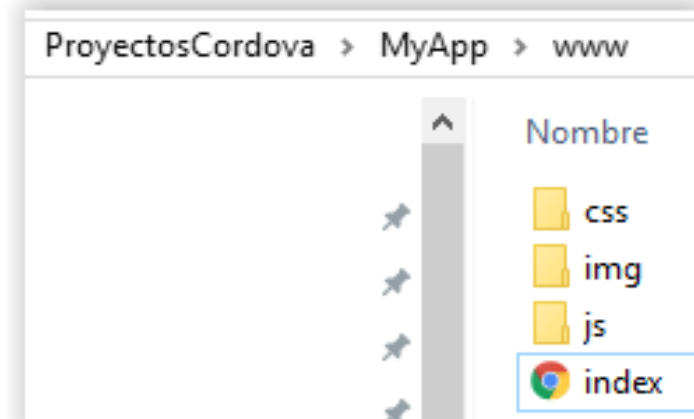 ProyectosCordova > MyApp > www
Nombre
css
img
js
index